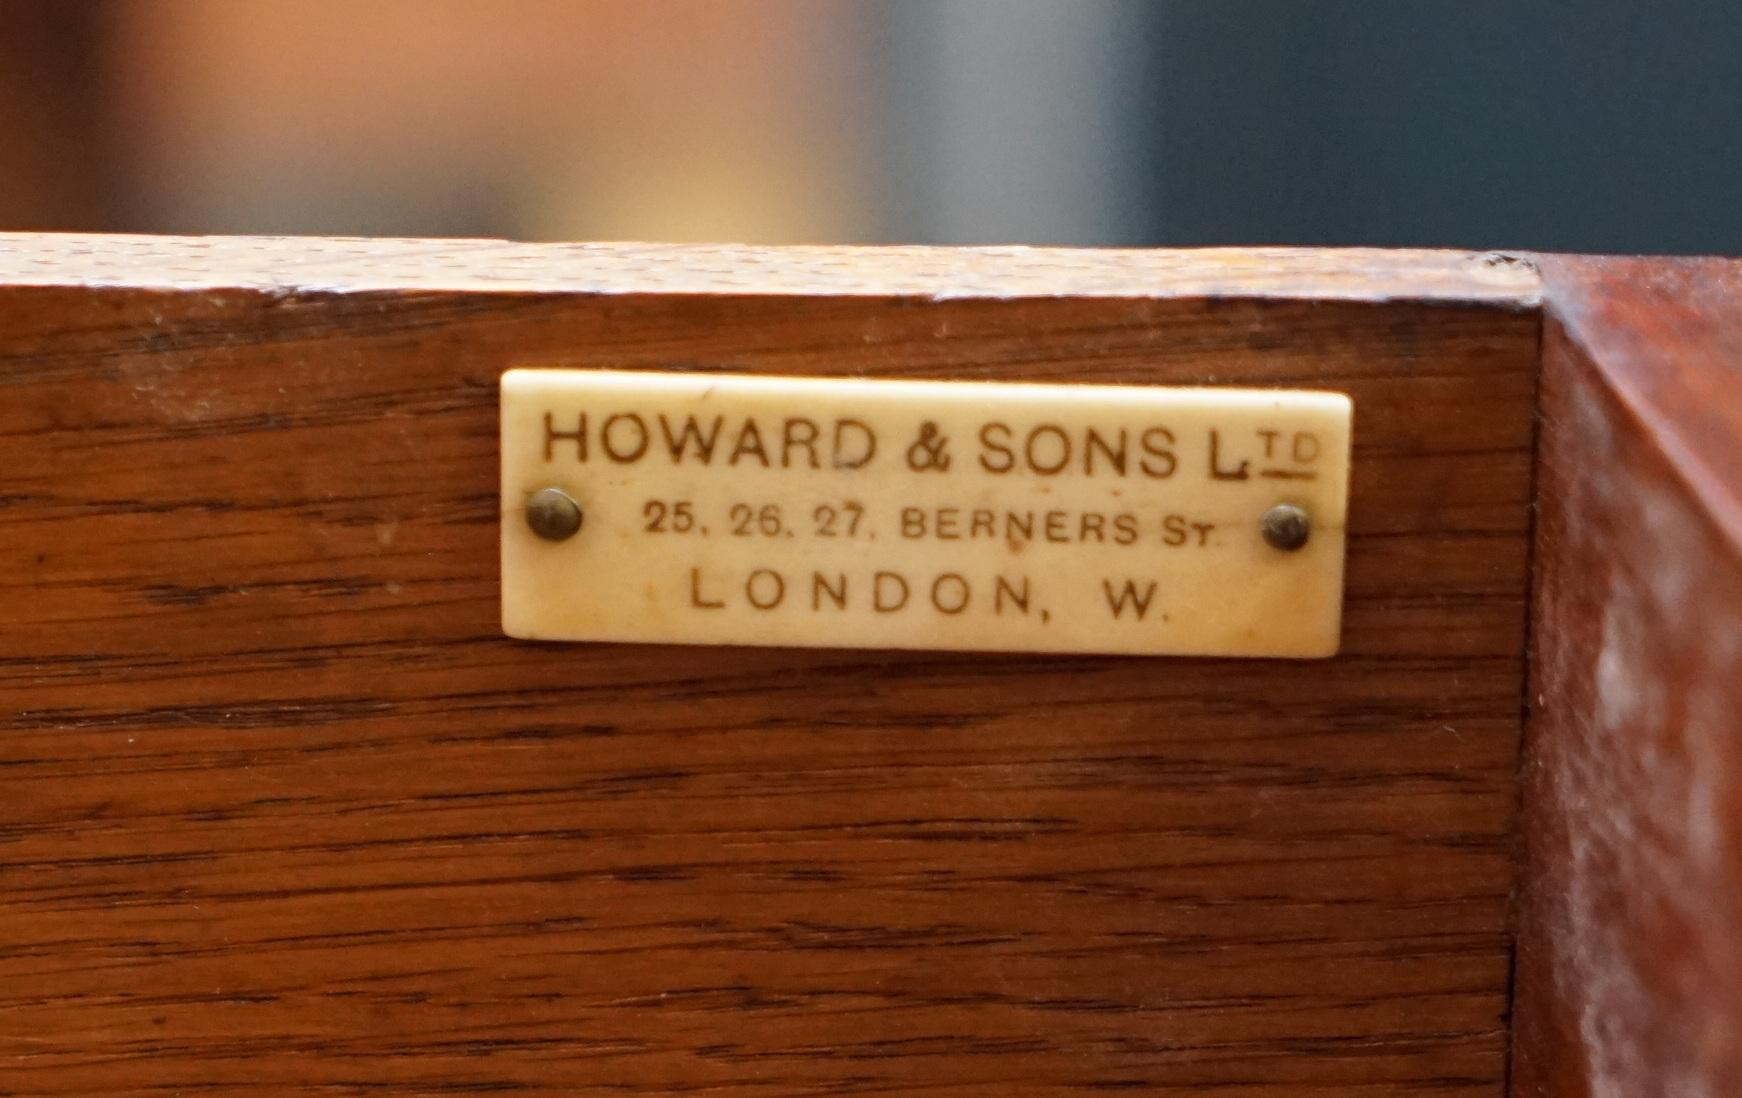 HOWARD & SONS LTD
25. 26. 27. BERNERS ST.
LONDON, W.